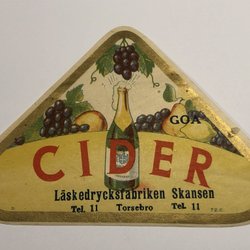 GOA
CIDER
Läskedrycksfabriken Skansen
Tel. 11 Torsebro Tel. 11